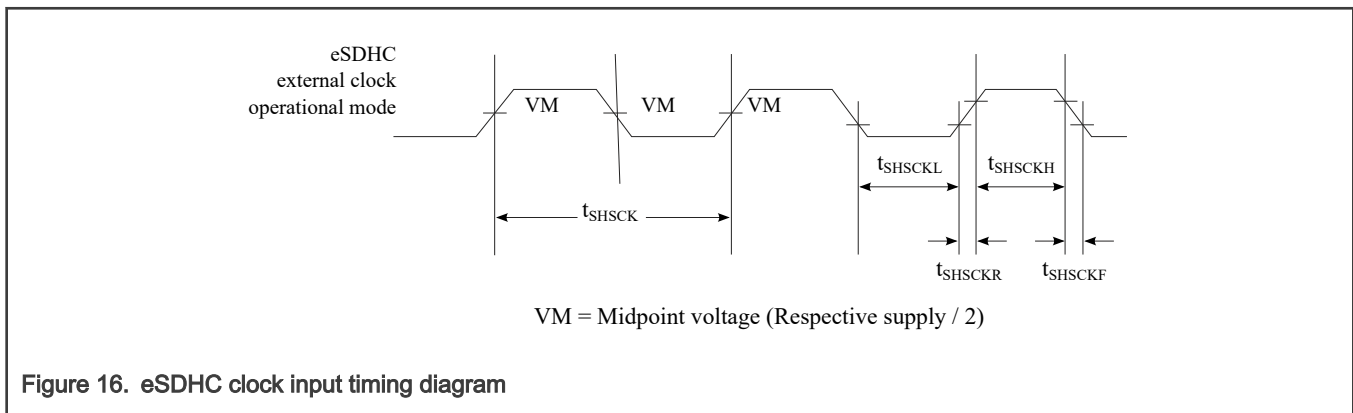 eSDHC
external clock
operational mode
VM
VM
VM
tSHSCKL
tSHSCKH
tSHSCK
tSHSCKR
tSHSCKF
VM = Midpoint voltage (Respective supply / 2)
Figure 16. eSDHC clock input timing diagram